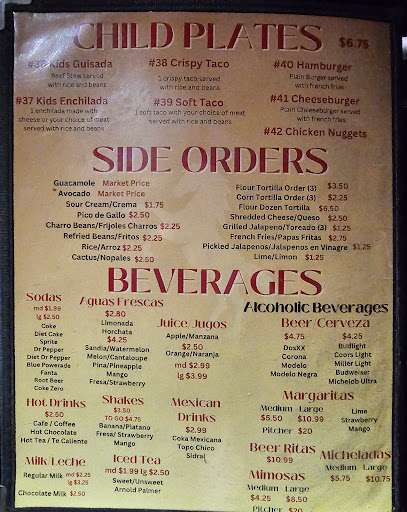 CHILD PLATES $6.75
#36 Kids Guisada
Beef Stew served
with rice and beans
#38 Crispy Taco
1 crispy taco served
with rice and beans
#40 Hamburger
Plain Burger served
with french fries
#37 Kids Enchilada
1 enchilada made with
cheese or your choice of meat
served with rice and beans
#39 Soft Taco
1 soft taco with your choice of meat
served with rice and beans
#41 Cheeseburger
Plain Cheeseburger served
with french fries
#42 Chicken Nuggets
SIDE ORDERS
Guacamole Market Price
Avocado Market Price
Sour Cream/Crema $1.75
Pico de Gallo $2.50
Charro Beans/Frijoles Charros $2.25
Refried Beans/Fritos $2.25
Rice/Arroz $2.25
Cactus/Nopales $2.50
Flour Tortilla Order (3) $3.50
Corn Tortilla Order (3) $2.25
Flour Dozen Tortilla $6.50
Shredded Cheese/Queso $2.50
Grilled Jalapeno/Toreado (3) $1.25
French Fries/Papas Fritas $2.75
Pickled Jalapenos/Jalapenos en Vinagre $1.25
Lime/Limon $1.25
BEVERAGES
Sodas
md $1.99
lg $2.50
Coke
Diet Coke
Sprite
Dr Pepper
Diet Dr Pepper
Blue Powerade
Fanta
Root Beer
Coke Zero
Aguas Frescas
$2.80
Limonada
Horchata
$4.25
Sandia/Watermelon
Melon/Cantaloupe
Pina/Pineapple
Mango
Fresa/Strawberry
Juice/Jugos
Apple/Manzana
$2.50
Orange/Naranja
md $2.99
lg $3.99
Alcoholic Beverages
Beer/Cerveza
$4.75 $4.25
DosXX
Corona
Modelo
Modelo Negra
Budlight
Coors Light
Miller Light
Budweiser
Michelob Ultra
Hot Drinks
$2.50
Cafe / Coffee
Hot Chocolate
Hot Tea / Te Caliente
Shakes
$3.50
TO GO $4.75
Banana/Platano
Fresa/ Strawberry
Mango
Mexican
Drinks
$2.99
Coka Mexicana
Topo Chico
Sidral
Margaritas
Medium Large
$5.50 $10.99
Pitcher $20
Lime
Strawberry
Mango
Milk/Leche
Regular Milk md $2.25
lg $3.25
Chocolate Milk $2.50
Iced Tea
md $1.99 lg $2.50
Sweet/Unsweet
Arnold Palmer
Beer Ritas
$10.99
Mimosas
Medium Large
$4.25 $8.50
Pitcher $20
Micheladas
Medium Large
$5.75 $10.75